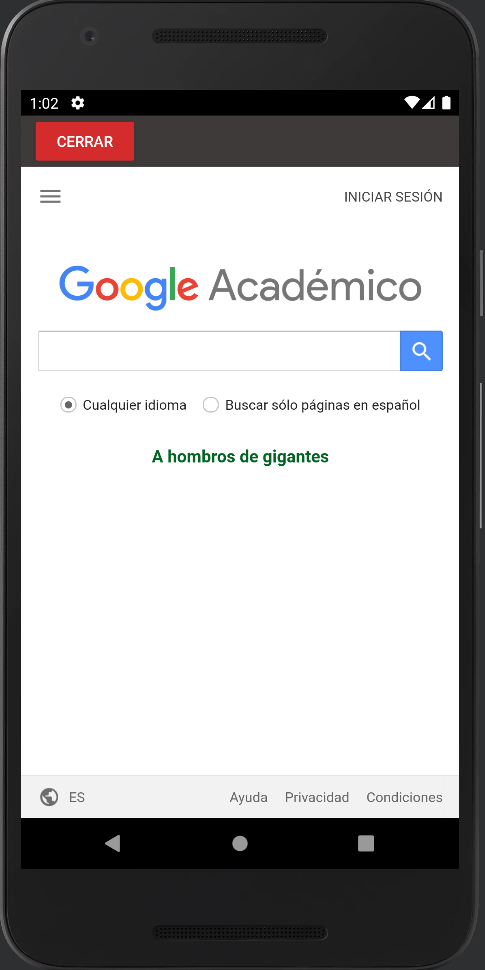 1:02
CERRAR
INICIAR SESIÓN
Google Académico
Cualquier idioma Buscar sólo páginas en español
A hombros de gigantes
ES Ayuda Privacidad Condiciones